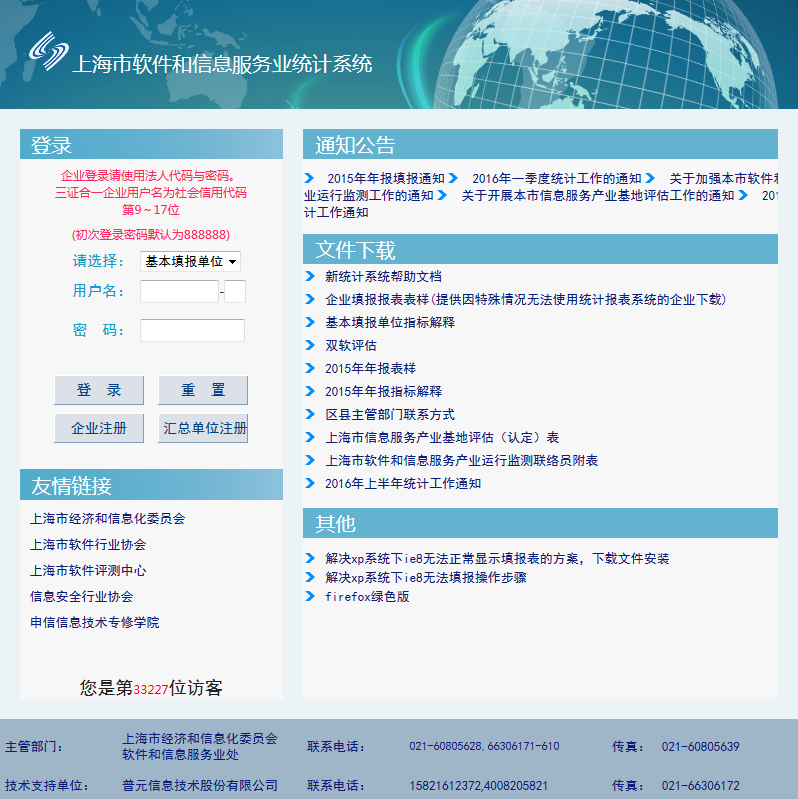 上海市软件和信息服务业统计系统
登录
企业登录请使用法人代码与密码。
三证合一企业用户名为社会信用代码
第9～17位
(初次登录密码默认为888888)
请选择： 基本填报单位
用户名： -
密 码：
登 录 重 置
企业注册 汇总单位注册
友情链接
上海市经济和信息化委员会
上海市软件行业协会
上海市软件评测中心
信息安全行业协会
申信信息技术专修学院
您是第33227位访客
通知公告
2015年年报填报通知 2016年一季度统计工作的通知 关于加强本市软件和
业运行监测工作的通知 关于开展本市信息服务产业基地评估工作的通知 201
计工作通知
文件下载
新统计系统帮助文档
企业填报报表表样(提供因特殊情况无法使用统计报表系统的企业下载)
基本填报单位指标解释
双软评估
2015年年报表样
2015年年报指标解释
区县主管部门联系方式
上海市信息服务产业基地评估（认定）表
上海市软件和信息服务产业运行监测联络员附表
2016年上半年统计工作通知
其他
解决xp系统下ie8无法正常显示填报表的方案，下载文件安装
解决xp系统下ie8无法填报操作步骤
firefox绿色版
主管部门： 上海市经济和信息化委员会 联系电话： 021-60805628,66306171-610 传真： 021-60805639
软件和信息服务业处
技术支持单位： 普元信息技术股份有限公司 联系电话： 15821612372,4008205821 传真： 021-66306172